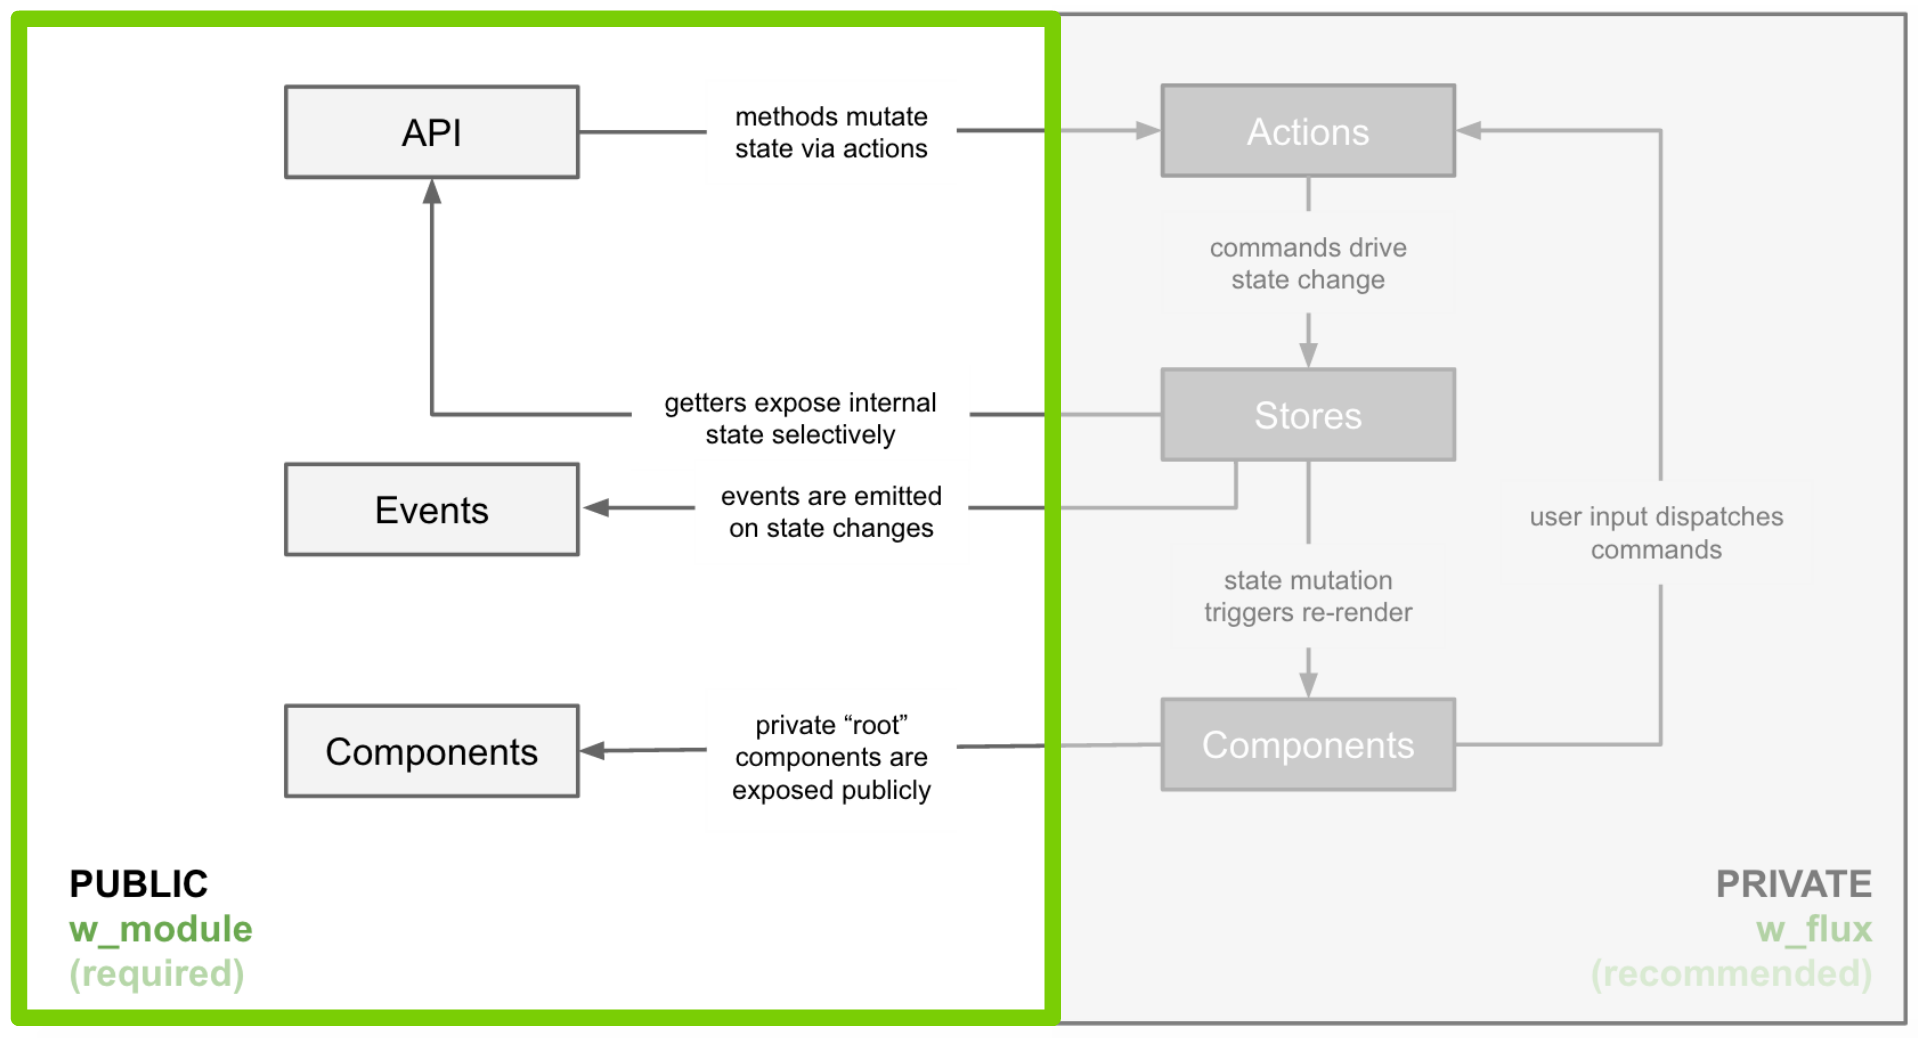 API
methods mutate
state via actions
Actions
commands drive
state change
getters expose internal
state selectively
Stores
Events
events are emitted
on state changes
user input dispatches
commands
state mutation
triggers re-render
Components
private “root”
components are
exposed publicly
Components
PUBLIC
w_module
(required)
PRIVATE
w_flux
(recommended)